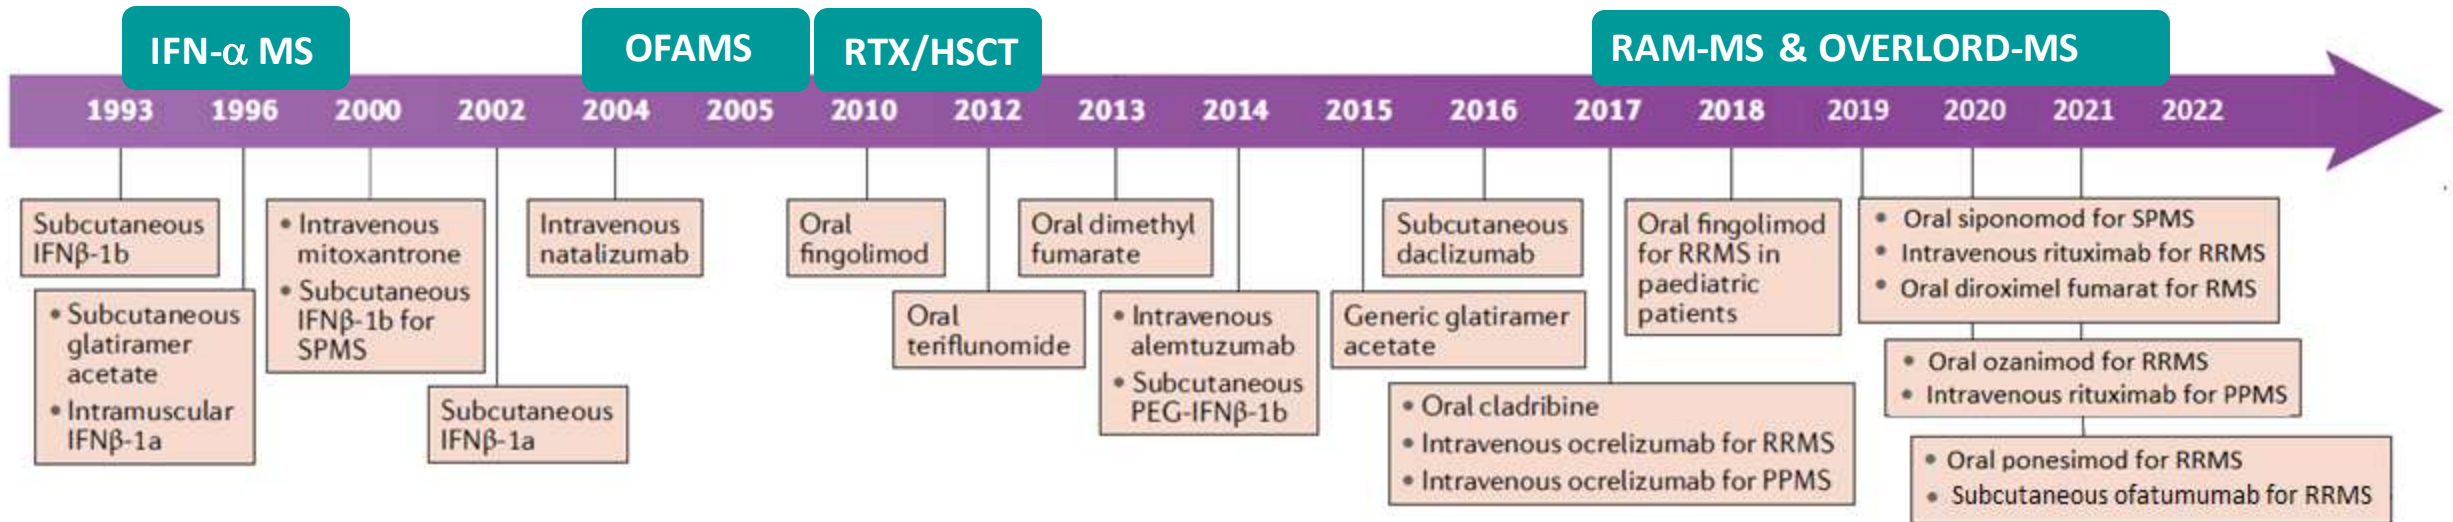 IFN-α MS
OFAMS
RTX/HSCT
RAM-MS & OVERLORD-MS
1993 1996 2000 2002 2004 2005 2010 2012 2013 2014 2015 2016 2017 2018 2019 2020 2021 2022
Subcutaneous
IFNβ-1b
• Subcutaneous
glatiramer
acetate
• Intramuscular
IFNβ-1a
• Intravenous
mitoxantrone
• Subcutaneous
IFNβ-1b for
SPMS
Subcutaneous
IFNβ-1a
Intravenous
natalizumab
Oral
fingolimod
Oral
teriflunomide
Oral dimethyl
fumarate
• Intravenous
alemtuzumab
• Subcutaneous
PEG-IFNβ-1b
Generic glatiramer
acetate
Subcutaneous
daclizumab
• Oral cladribine
• Intravenous ocrelizumab for RRMS
• Intravenous ocrelizumab for PPMS
Oral fingolimod
for RRMS in
paediatric
patients
• Oral siponomod for SPMS
• Intravenous rituximab for RRMS
• Oral diroximel fumarat for RMS
• Oral ozanimod for RRMS
• Intravenous rituximab for PPMS
• Oral ponesimod for RRMS
• Subcutaneous ofatumumab for RRMS